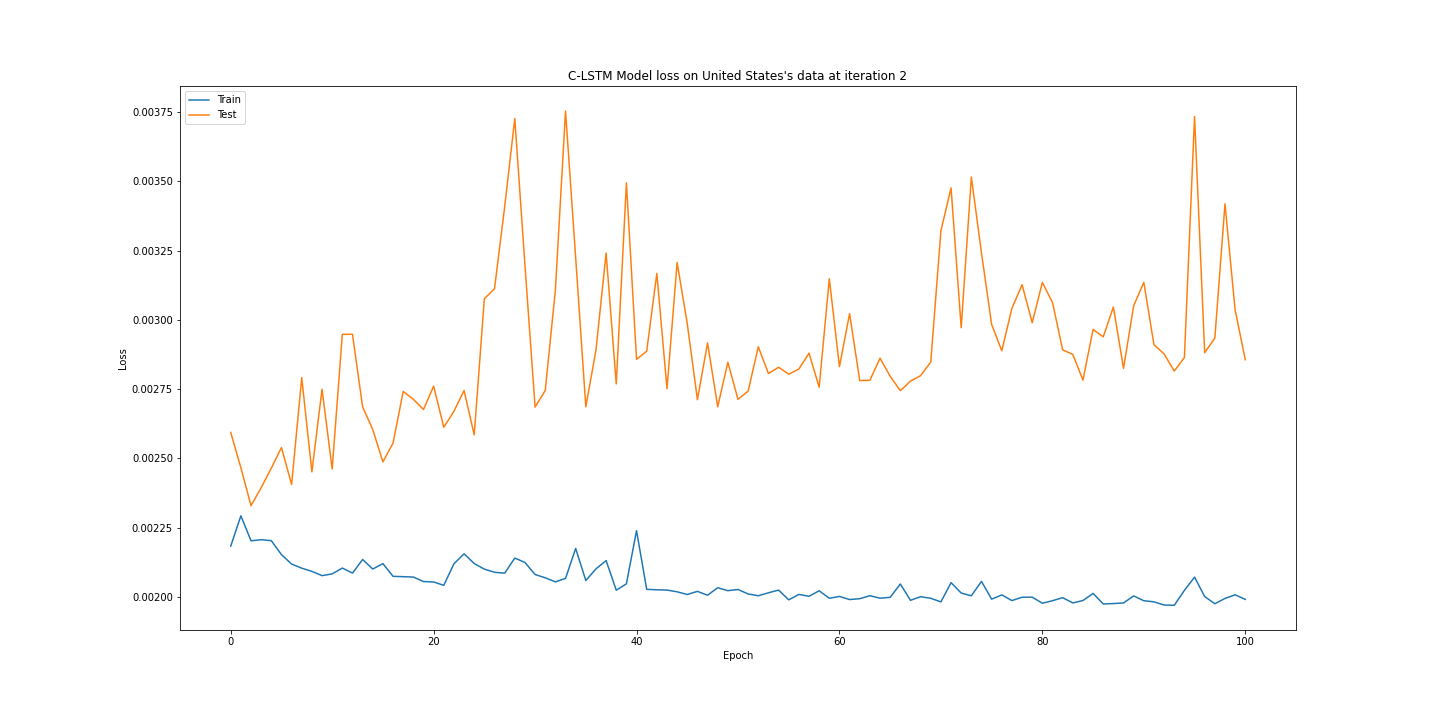 C-LSTM Model loss on United States's data at iteration 2
Train
Test
0.00375
0.00350
0.00325
0.00300
0.00275
0.00250
0.00225
0.00200
Loss
0 20 40 60 80 100
Epoch